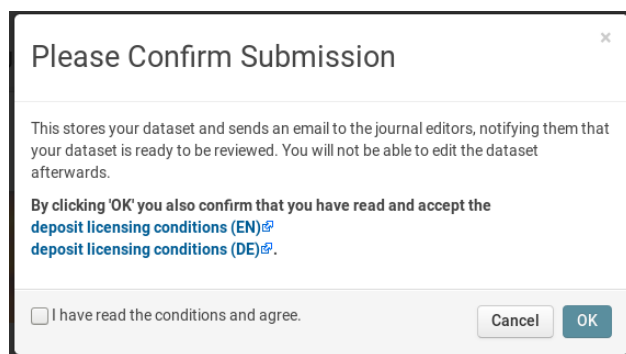 ×
Please Confirm Submission
This stores your dataset and sends an email to the journal editors, notifying them that
your dataset is ready to be reviewed. You will not be able to edit the dataset
afterwards.
By clicking 'OK' you also confirm that you have read and accept the
deposit licensing conditions (EN)
deposit licensing conditions (DE).
I have read the conditions and agree.
Cancel OK